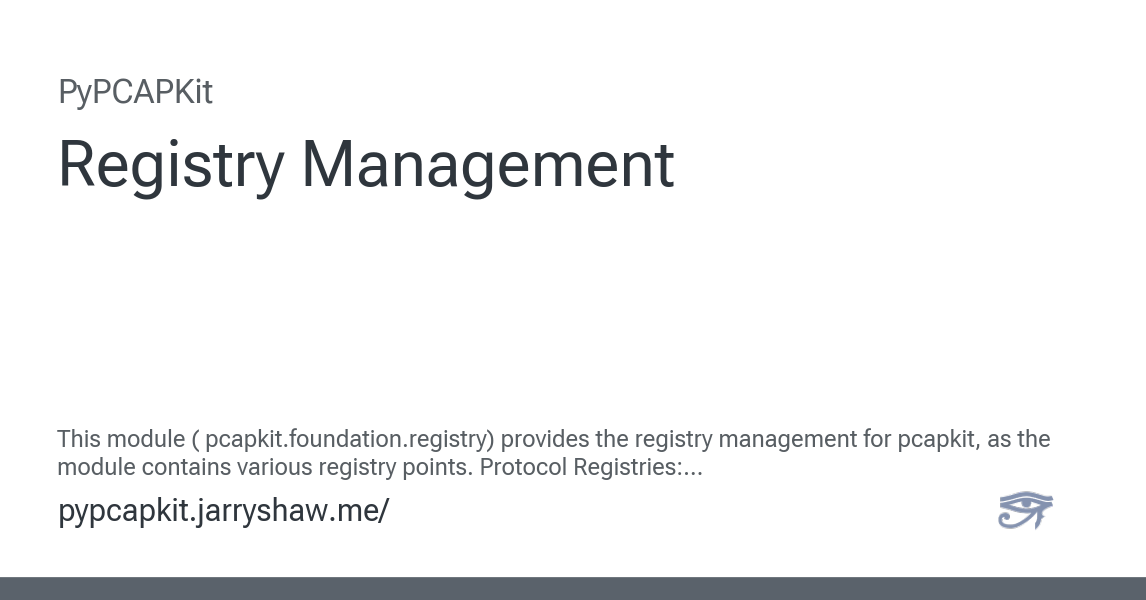 PyPCAPKit
Registry Management
This module ( pcapkit.foundation.registry) provides the registry management for pcapkit, as the
module contains various registry points. Protocol Registries:...
pypcapkit.jarryshaw.me/